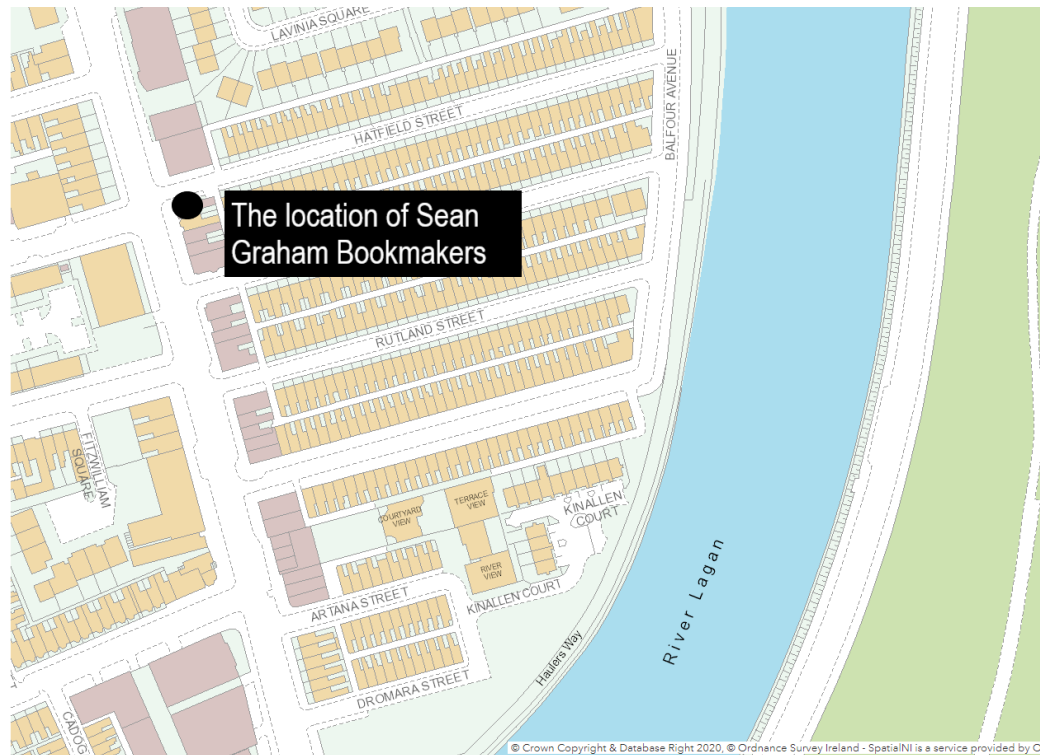 LAVINIA SQUARE
HATFIELD STREET
BALFOUR AVENUE
The location of Sean
Graham Bookmakers
RUTLAND STREET
FITZWILLIAM
SQUARE
COURTYARD
VIEW
TERRACE
VIEW
KINALLEN
COURT
RIVER
VIEW
ARTANA STREET
KINALLEN COURT
River Lagan
Haulers Way
DROMARA STREET
CADOG
© Crown Copyright & Database Right 2020, © Ordnance Survey Ireland - SpatialNI is a service provided by